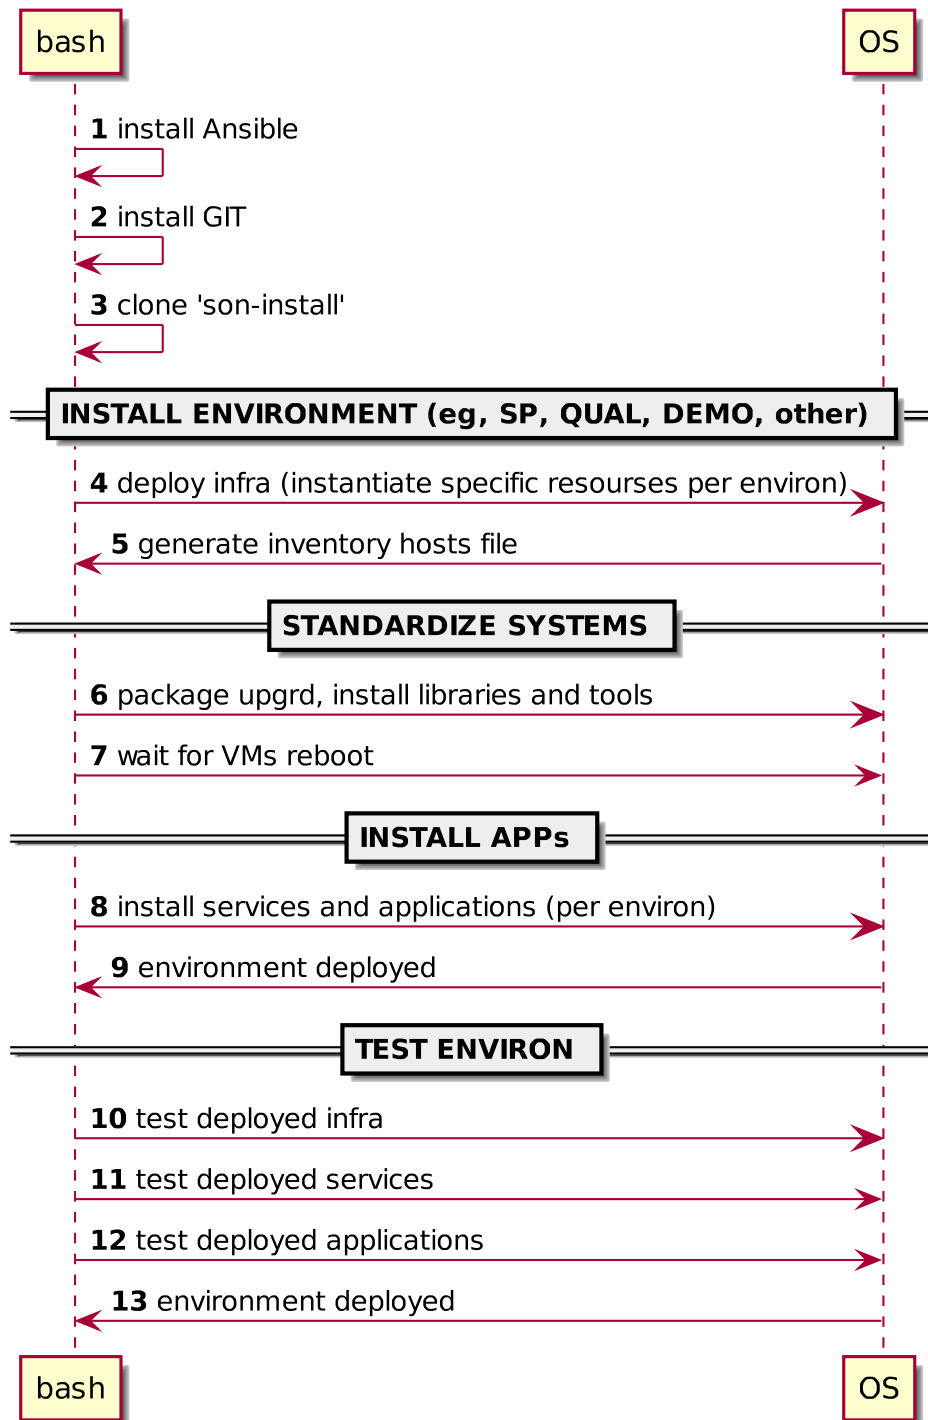 bash OS
1 install Ansible
2 install GIT
3 clone 'son-install'
INSTALL ENVIRONMENT (eg, SP, QUAL, DEMO, other)
4 deploy infra (instantiate specific resourses per environ)
5 generate inventory hosts file
STANDARDIZE SYSTEMS
6 package upgrd, install libraries and tools
7 wait for VMs reboot
INSTALL APPs
8 install services and applications (per environ)
9 environment deployed
TEST ENVIRON
10 test deployed infra
11 test deployed services
12 test deployed applications
13 environment deployed
bash OS